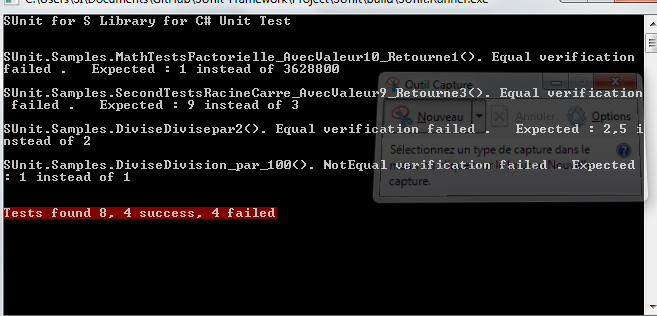 C:\Users\SI\Documents\GitHub\SUnit-Framework\Project\SUnit\build\SUnit.Runner.exe
SUnit for S Library for C# Unit Test
SUnit.Samples.MathTestsFactorielle_AvecValeur10_Retourne1(). Equal verification
failed .   Expected : 1 instead of 3628800
SUnit.Samples.SecondTestsRacineCarre_AvecValeur9_Retourne3(). Equal verification
failed .   Expected : 9 instead of 3
SUnit.Samples.DiviseDivisepar2(). Equal verification failed .   Expected : 2,5 i
nstead of 2
SUnit.Samples.DiviseDivision_par_100(). NotEqual verification failed .   Expected
: 1 instead of 1
Tests found 8, 4 success, 4 failed
Outil Capture
Nouveau
Annuler
Options
Sélectionnez un type de capture dans le
menu
Nouveau
capture.